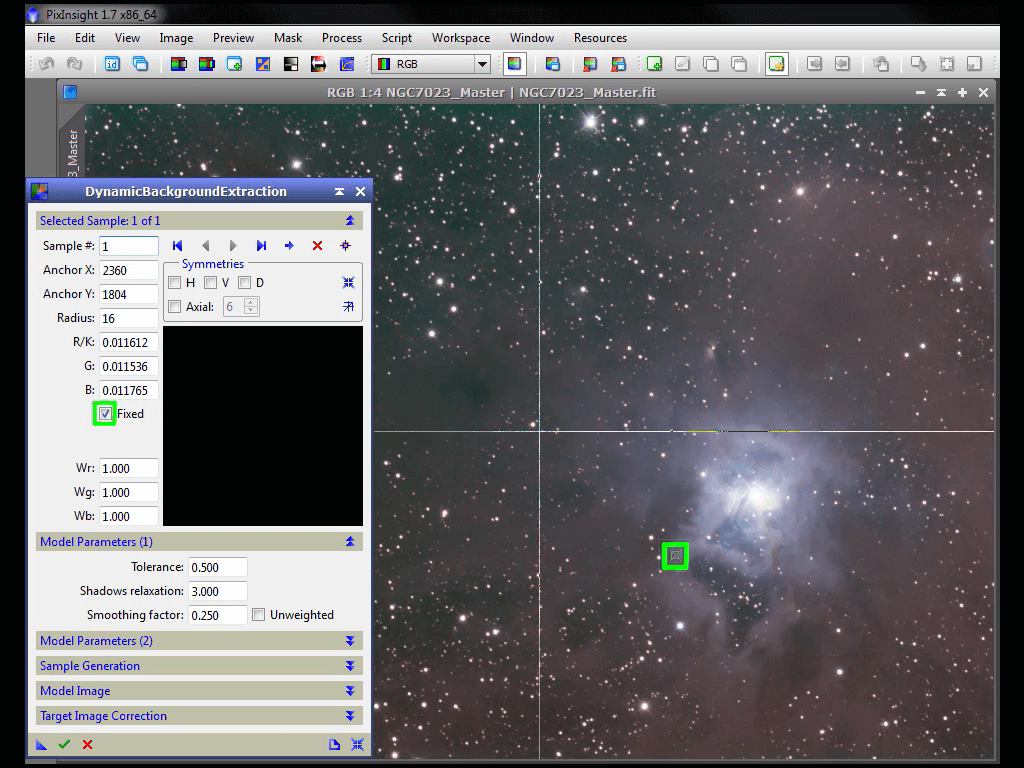 PixInsight 1.7 x86_64
File Edit View Image Preview Mask Process Script Workspace Window Resources
id RGB
RGB 1:4 NGC7023_Master | NGC7023_Master.fit
3_Master
DynamicBackgroundExtraction
Selected Sample: 1 of 1
Sample #: 1
Symmetries
Anchor X: 2360
H V D
Anchor Y: 1804
Axial: 6
Radius: 16
R/K: 0.011612
G: 0.011536
B: 0.011765
Fixed
Wr: 1.000
Wg: 1.000
Wb: 1.000
Model Parameters (1)
Tolerance: 0.500
Shadows relaxation: 3.000
Smoothing factor: 0.250 Unweighted
Model Parameters (2)
Sample Generation
Model Image
Target Image Correction